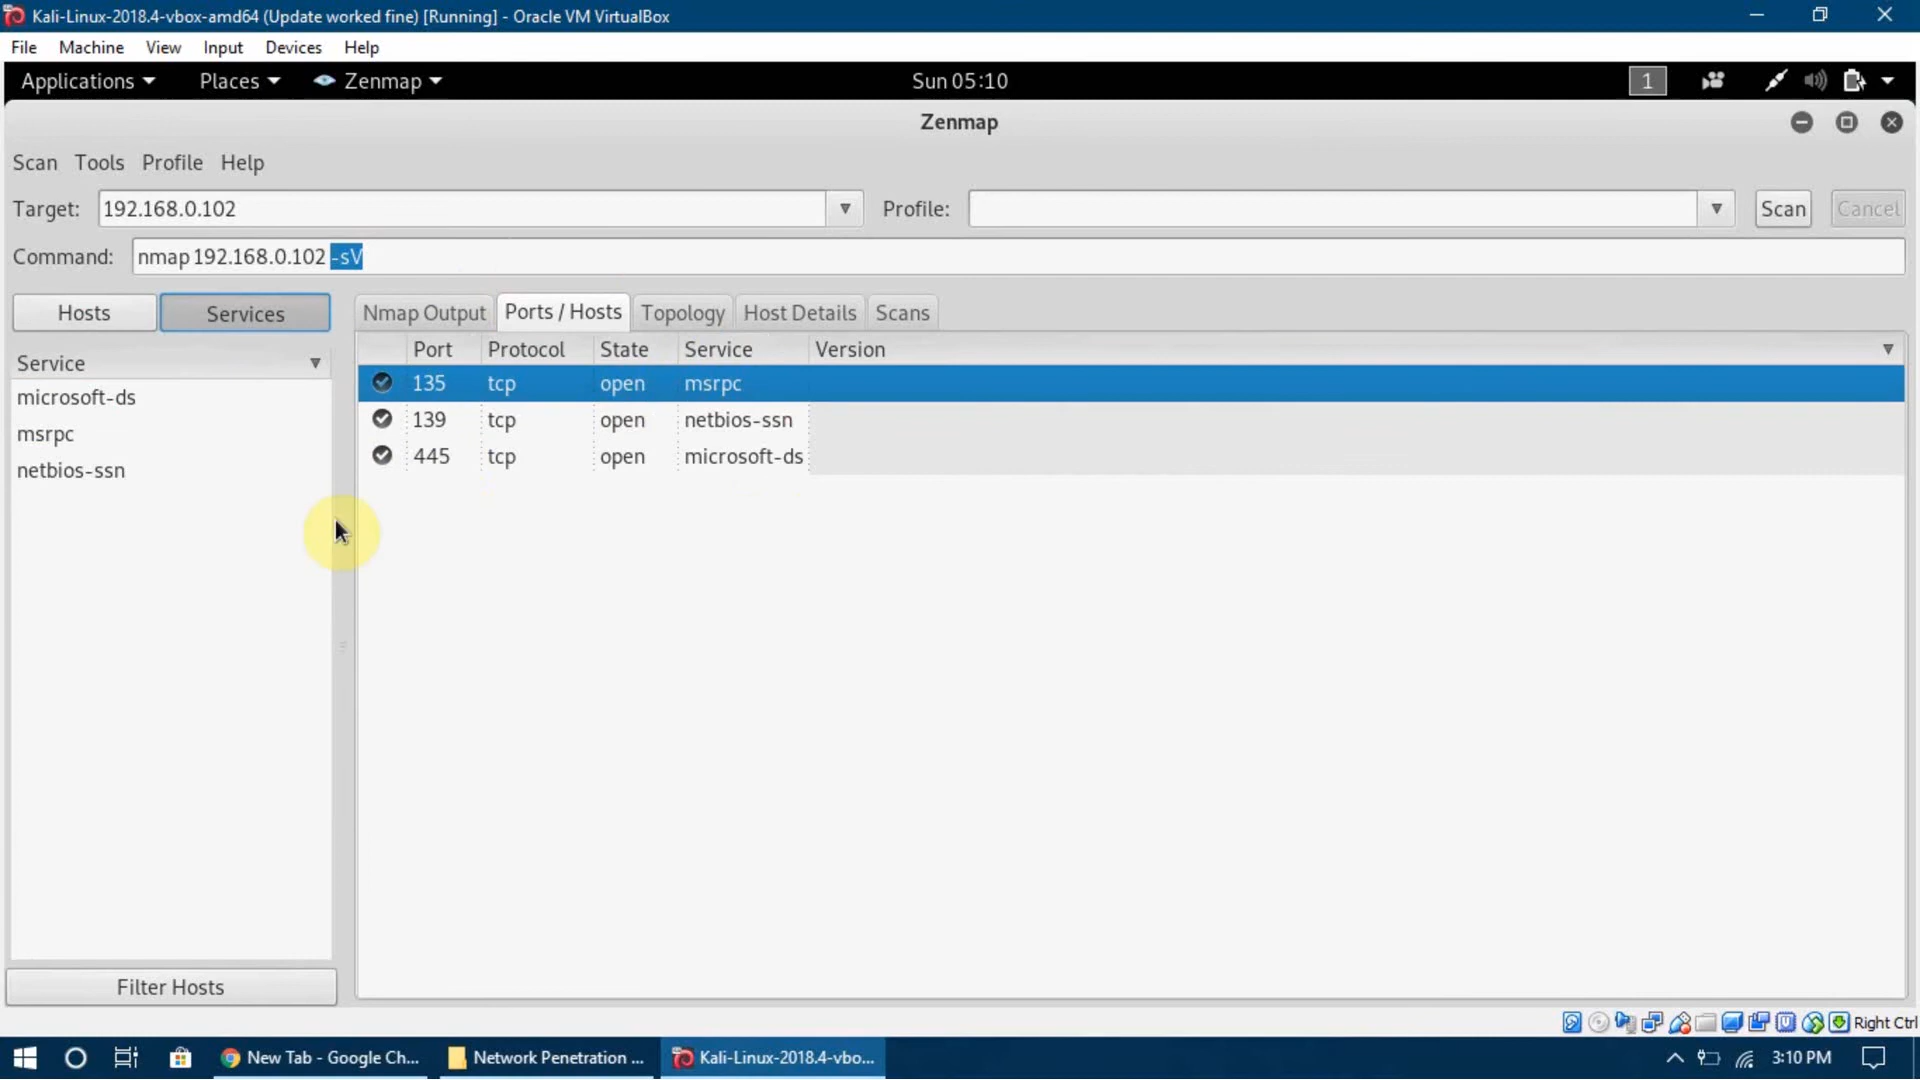 Kali-Linux-2018.4-vbox-amd64 (Update worked fine) [Running] - Oracle VM VirtualBox
File Machine View Input Devices Help
Applications Places Zenmap Sun 05:10 1
Zenmap
Scan Tools Profile Help
Target: 192.168.0.102 Profile: Scan Cancel
Command: nmap 192.168.0.102 -sV
Hosts Services Nmap Output Ports / Hosts Topology Host Details Scans
Port Protocol State Service Version
Service
135 tcp open msrpc
microsoft-ds
139 tcp open netbios-ssn
msrpc
445 tcp open microsoft-ds
netbios-ssn
Filter Hosts
Right Ctrl
New Tab - Google Ch... Network Penetration ... Kali-Linux-2018.4-vbo... 3:10 PM